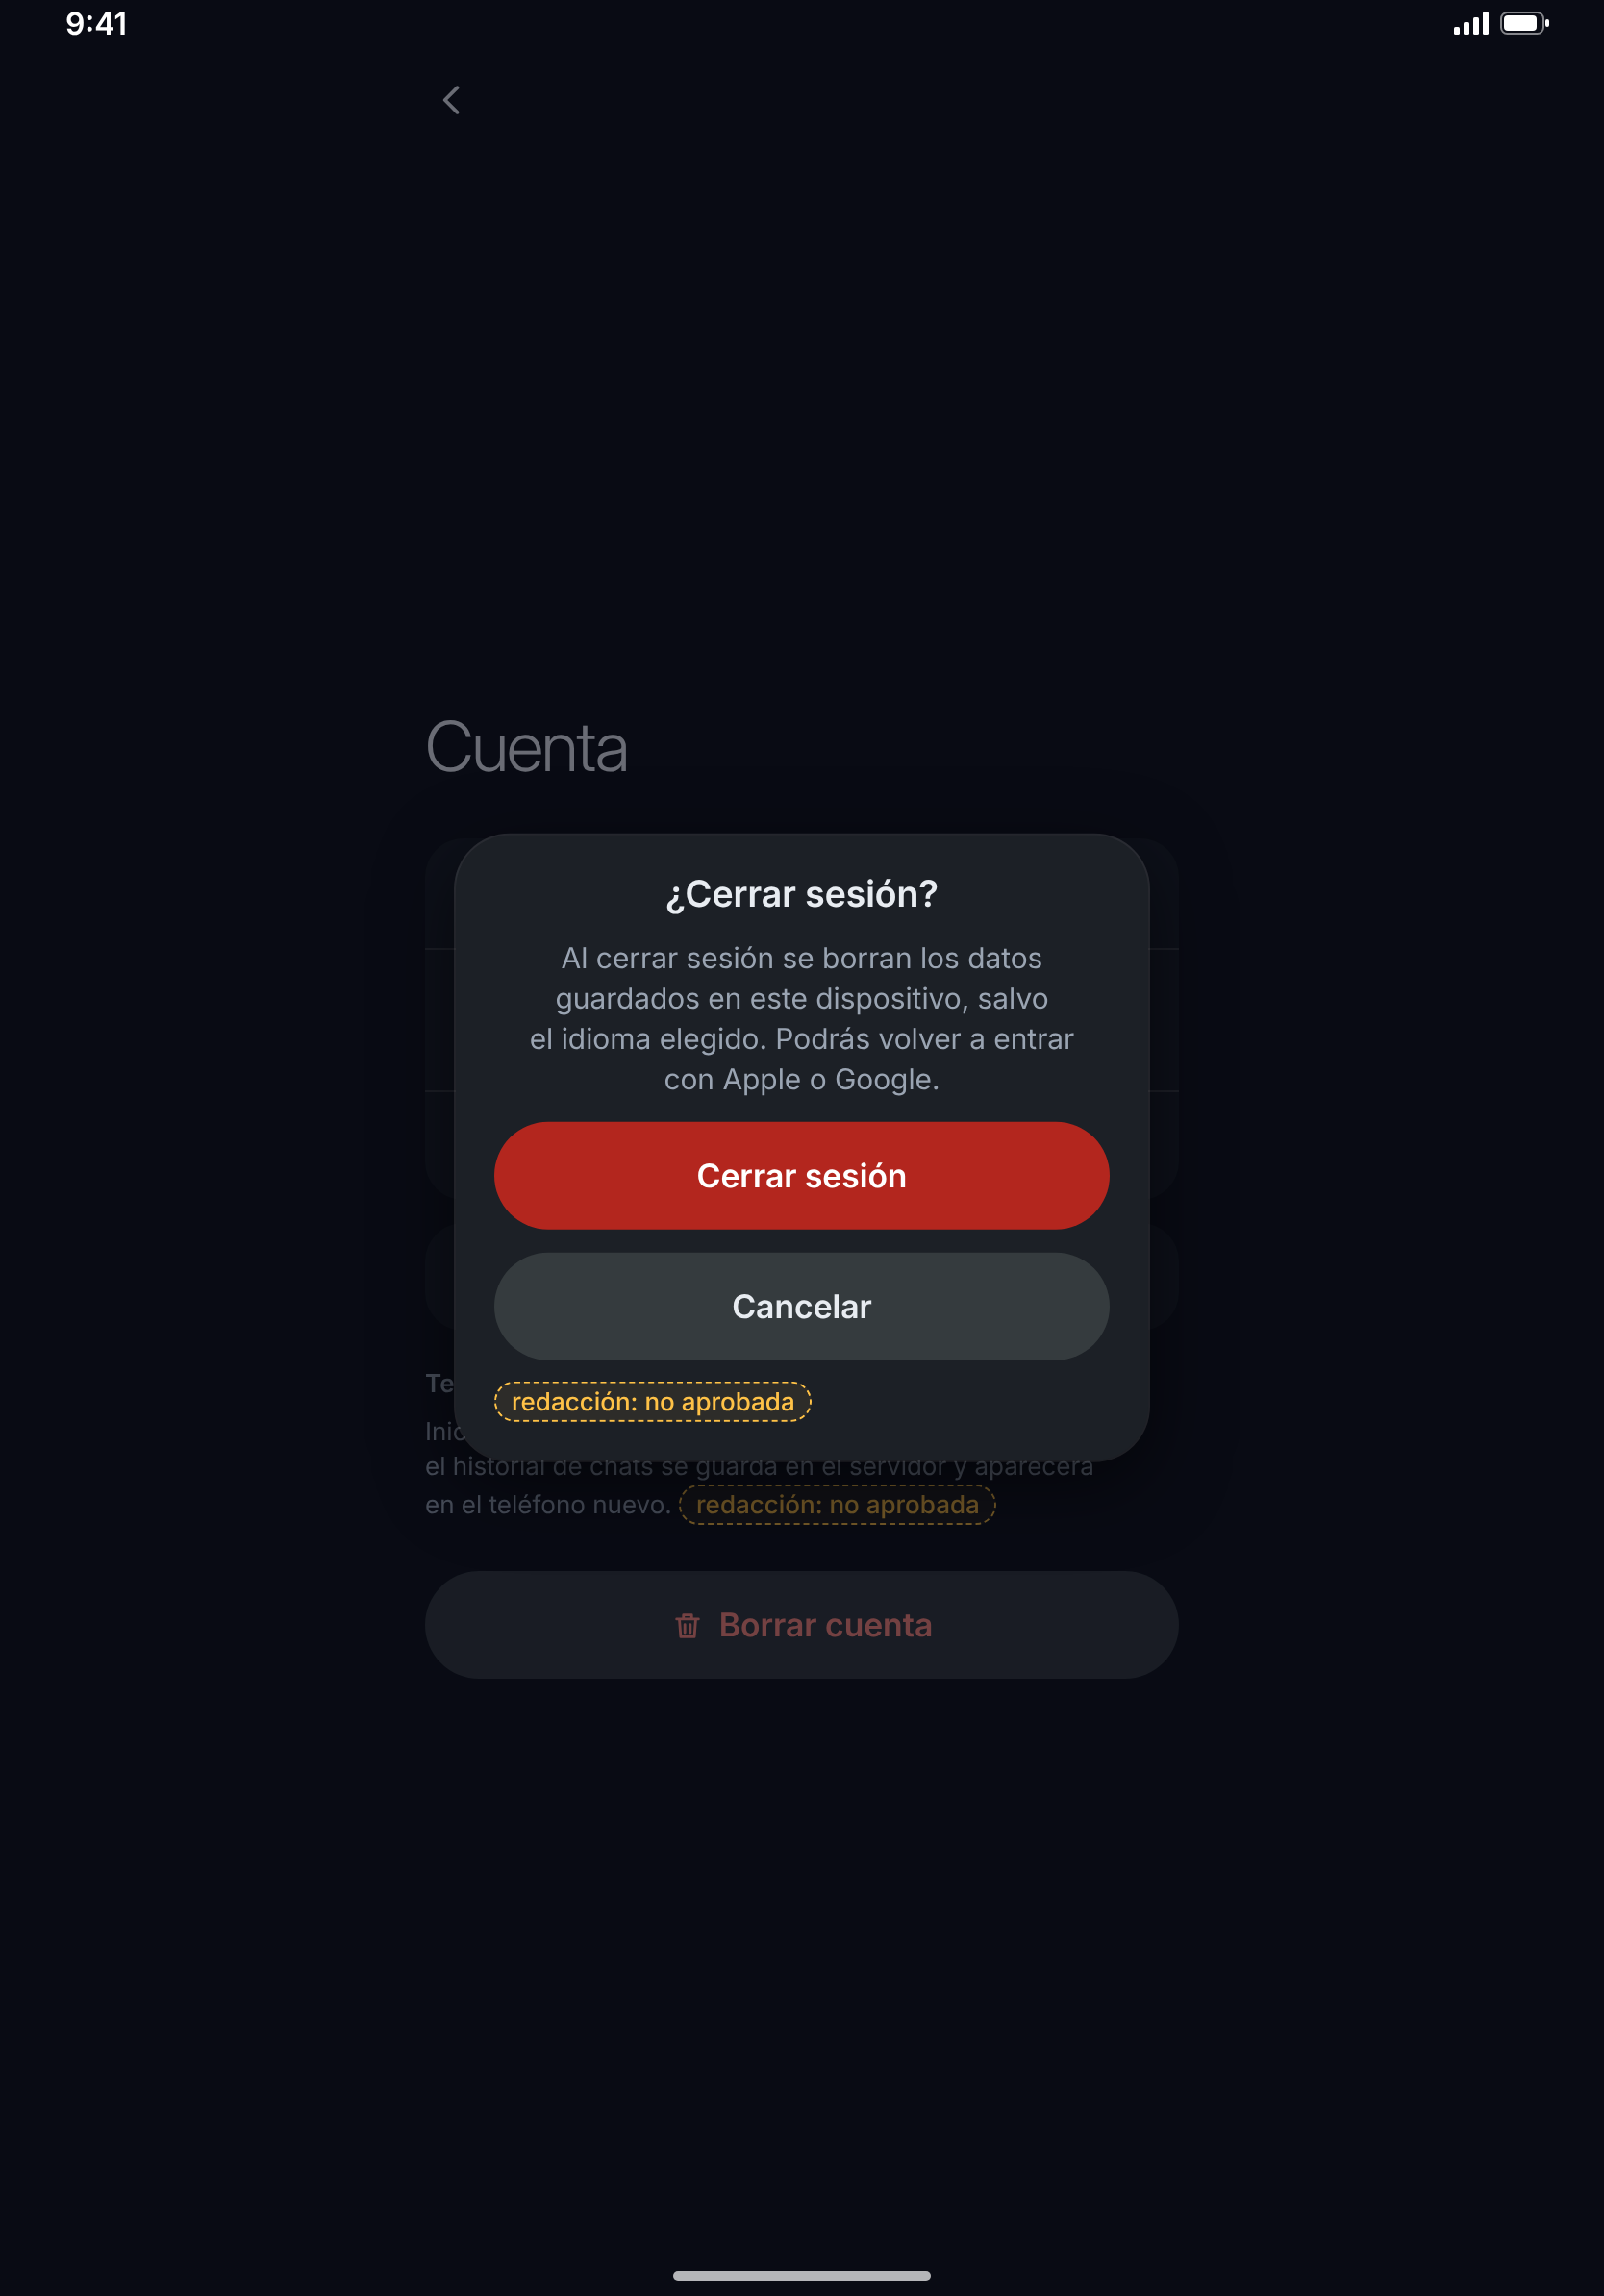 9:41
Cuenta
¿Cerrar sesión?
Al cerrar sesión se borran los datos
guardados en este dispositivo, salvo
el idioma elegido. Podrás volver a entrar
con Apple o Google.
Cerrar sesión
Cancelar
redacción: no aprobada
el historial de chats se guarda en el servidor y aparecerá
en el teléfono nuevo. redacción: no aprobada
Borrar cuenta